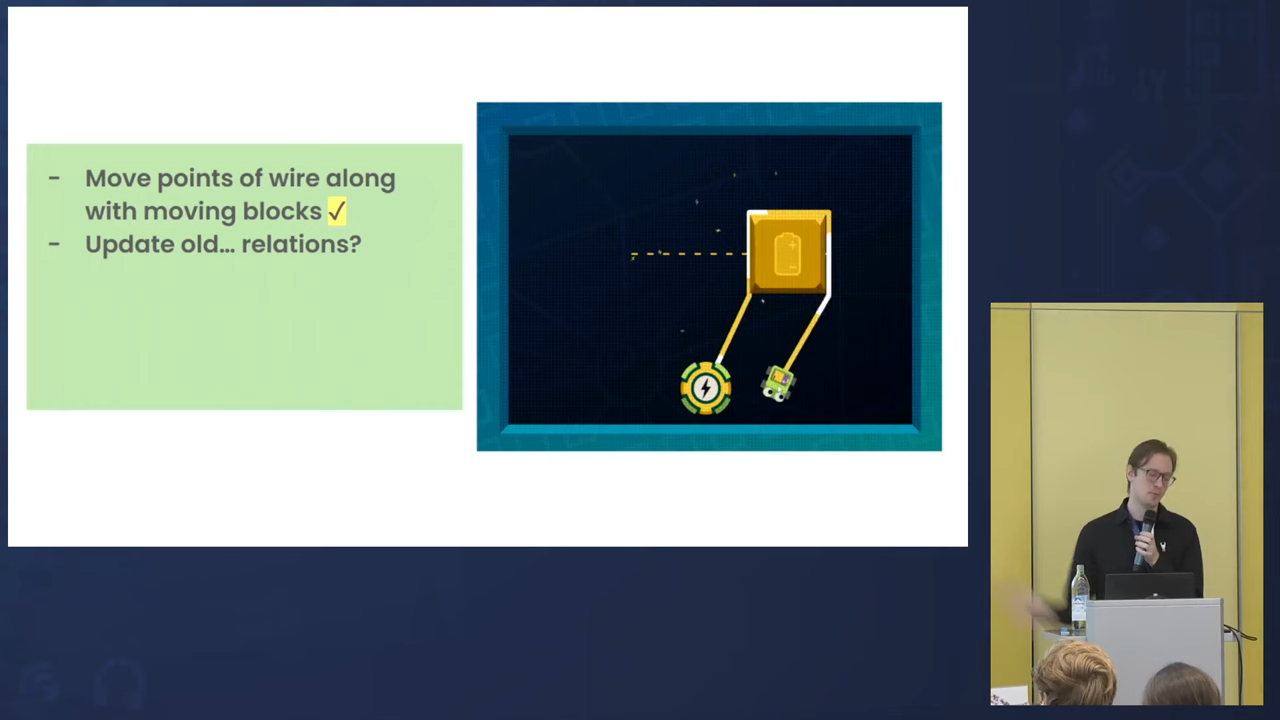 - Move points of wire along
with moving blocks ✓
- Update old... relations?